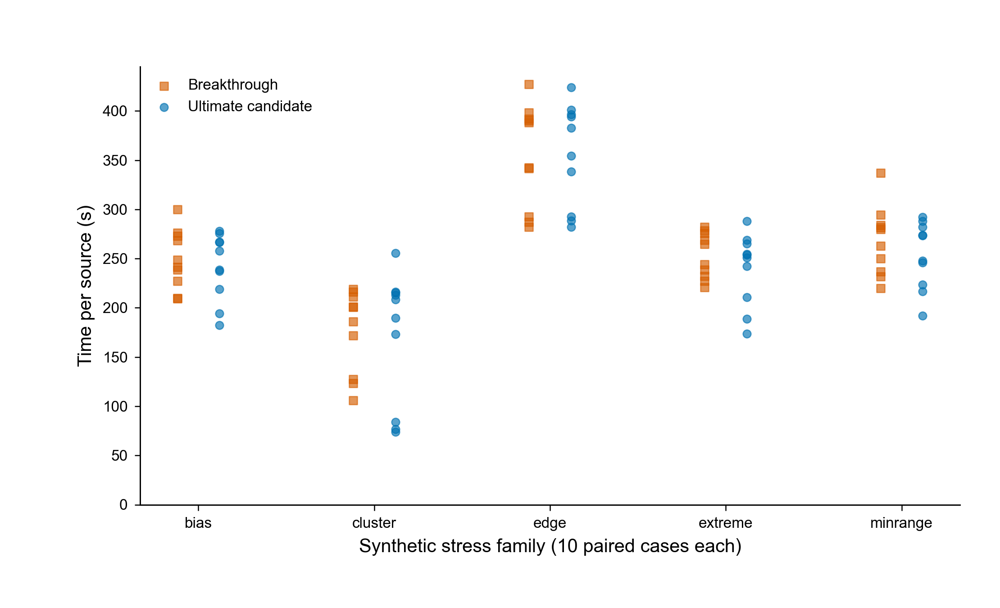 Breakthrough
Ultimate candidate
400
350
300
250
200
150
100
50
0
Time per source (s)
bias cluster edge extreme minrange
Synthetic stress family (10 paired cases each)